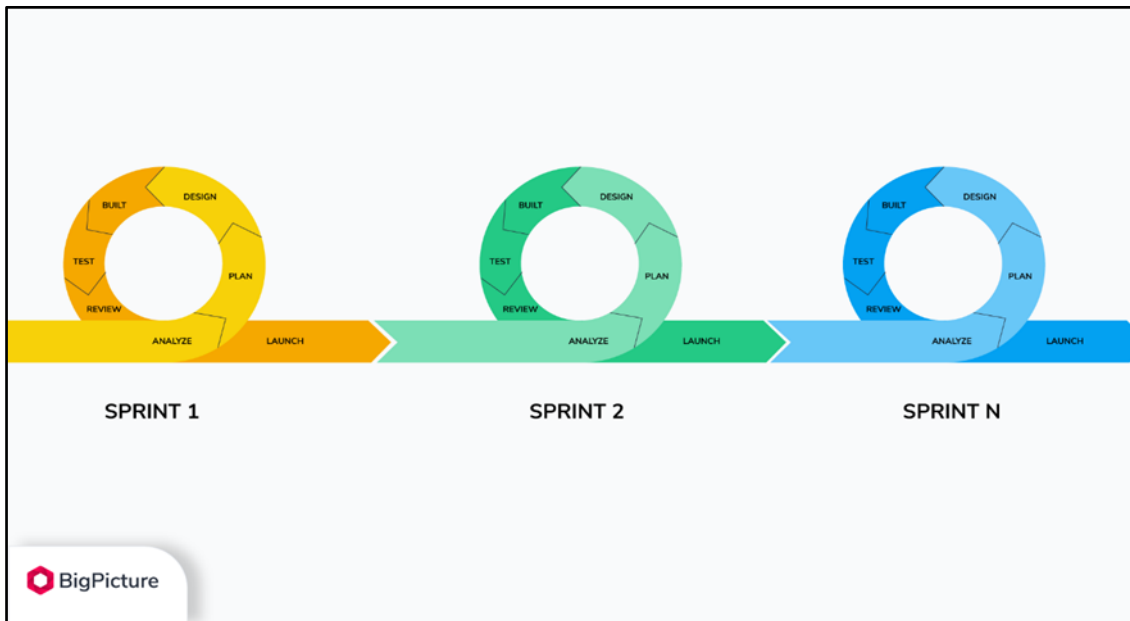 DESIGN
BUILT
TEST
PLAN
REVIEW
ANALYZE
LAUNCH
SPRINT 1
DESIGN
BUILT
TEST
PLAN
REVIEW
ANALYZE
LAUNCH
SPRINT 2
DESIGN
BUILT
TEST
PLAN
REVIEW
ANALYZE
LAUNCH
SPRINT N
BigPicture